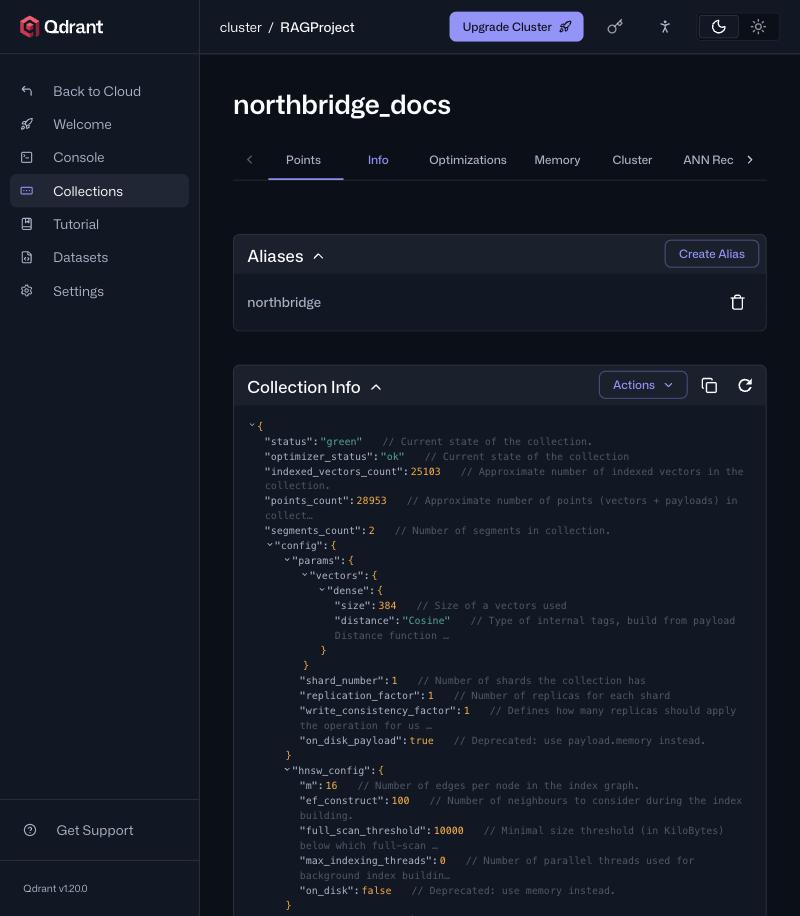 Qdrant
cluster / RAGProject
Upgrade Cluster
Back to Cloud
Welcome
Console
Collections
Tutorial
Datasets
Settings
Get Support
Qdrant v1.20.0
northbridge_docs
Points Info Optimizations Memory Cluster ANN Rec
Aliases
Create Alias
northbridge
Collection Info
Actions
{
"status":"green" // Current state of the collection.
"optimizer_status":"ok" // Current state of the collection
"indexed_vectors_count":25103 // Approximate number of indexed vectors in the
collection.
"points_count":28953 // Approximate number of points (vectors + payloads) in
collect…
"segments_count":2 // Number of segments in collection.
"config":{
"params":{
"vectors":{
"dense":{
"size":384 // Size of a vectors used
"distance":"Cosine" // Type of internal tags, build from payload
Distance function …
}
}
"shard_number":1 // Number of shards the collection has
"replication_factor":1 // Number of replicas for each shard
"write_consistency_factor":1 // Defines how many replicas should apply
the operation for us …
"on_disk_payload":true // Deprecated: use payload.memory instead.
}
"hnsw_config":{
"m":16 // Number of edges per node in the index graph.
"ef_construct":100 // Number of neighbours to consider during the index
building.
"full_scan_threshold":10000 // Minimal size threshold (in KiloBytes)
below which full-scan …
"max_indexing_threads":0 // Number of parallel threads used for
background index buildin…
"on_disk":false // Deprecated: use memory instead.
}